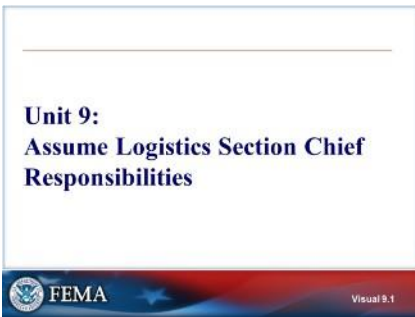 Unit 9:
Assume Logistics Section Chief
Responsibilities
FEMA
Visual 9.1